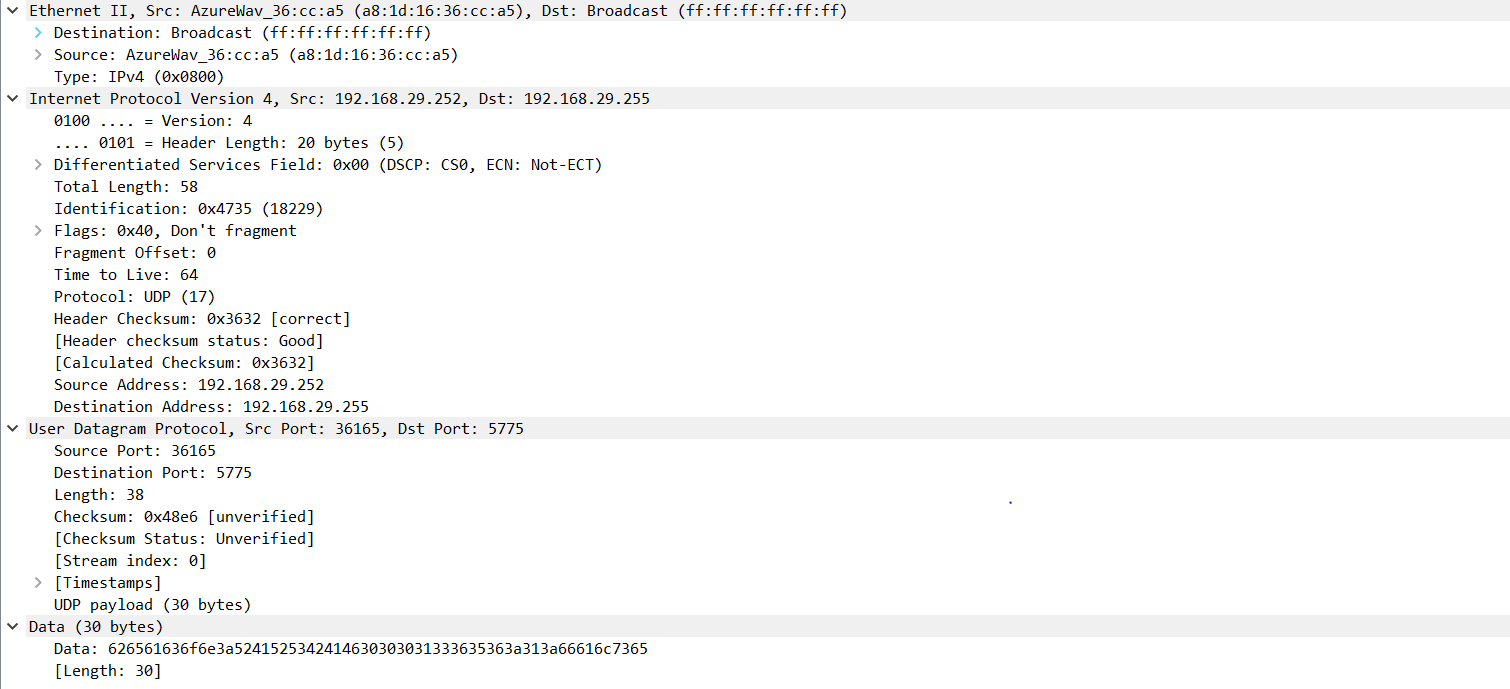 Ethernet II, Src: AzureWav_36:cc:a5 (a8:1d:16:36:cc:a5), Dst: Broadcast (ff:ff:ff:ff:ff:ff)
Destination: Broadcast (ff:ff:ff:ff:ff:ff)
Source: AzureWav_36:cc:a5 (a8:1d:16:36:cc:a5)
Type: IPv4 (0x0800)
Internet Protocol Version 4, Src: 192.168.29.252, Dst: 192.168.29.255
0100 .... = Version: 4
.... 0101 = Header Length: 20 bytes (5)
Differentiated Services Field: 0x00 (DSCP: CS0, ECN: Not-ECT)
Total Length: 58
Identification: 0x4735 (18229)
Flags: 0x40, Don't fragment
Fragment Offset: 0
Time to Live: 64
Protocol: UDP (17)
Header Checksum: 0x3632 [correct]
[Header checksum status: Good]
[Calculated Checksum: 0x3632]
Source Address: 192.168.29.252
Destination Address: 192.168.29.255
User Datagram Protocol, Src Port: 36165, Dst Port: 5775
Source Port: 36165
Destination Port: 5775
Length: 38
Checksum: 0x48e6 [unverified]
[Checksum Status: Unverified]
[Stream index: 0]
[Timestamps]
UDP payload (30 bytes)
Data (30 bytes)
Data: 626561636f6e3a52415253424146303030313336353 63a313a66616c7365
[Length: 30]